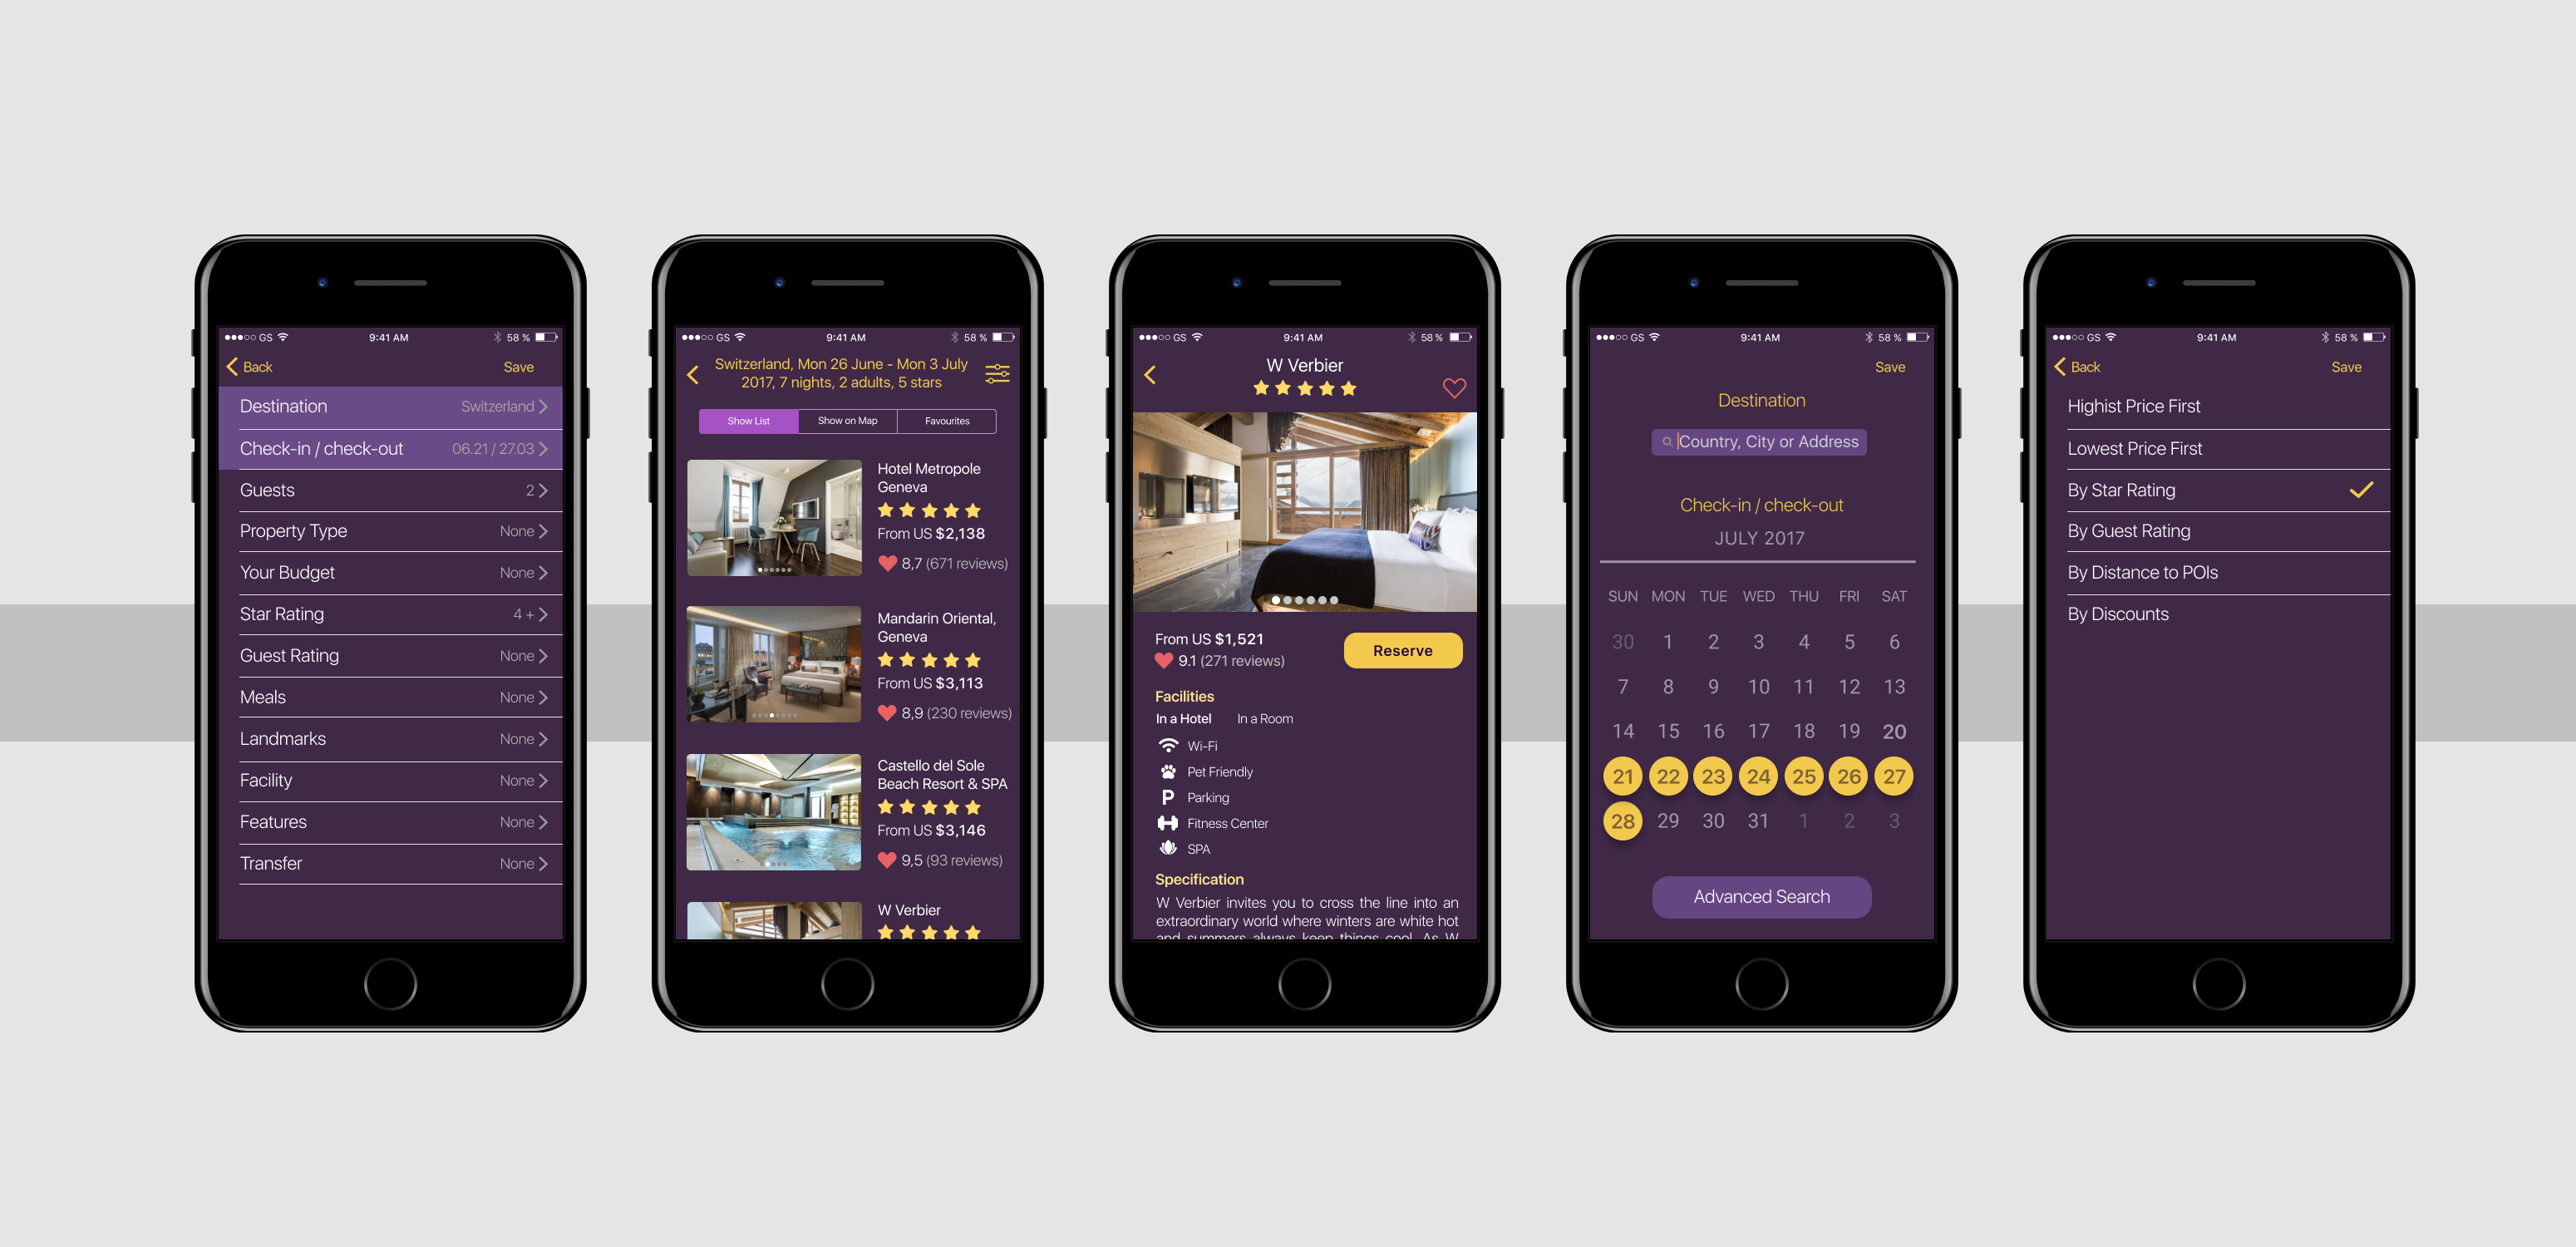 GS 9:41 AM 58 %
Back Save
Destination Switzerland
Check-in / check-out 06.21 / 27.03
Guests 2
Property Type None
Your Budget None
Star Rating 4 +
Guest Rating None
Meals None
Landmarks None
Facility None
Features None
Transfer None
GS 9:41 AM 58 %
Switzerland, Mon 26 June - Mon 3 July
2017, 7 nights, 2 adults, 5 stars
Show List Show on Map Favourites
Hotel Metropole
Geneva
From US $2,138
8,7 (671 reviews)
Mandarin Oriental,
Geneva
From US $3,113
8,9 (230 reviews)
Castello del Sole
Beach Resort & SPA
From US $3,146
9,5 (93 reviews)
W Verbier
GS 9:41 AM 58 %
W Verbier
From US $1,521
9.1 (271 reviews)
Reserve
Facilities
In a Hotel In a Room
Wi-Fi
Pet Friendly
P Parking
Fitness Center
SPA
Specification
W Verbier invites you to cross the line into an
extraordinary world where winters are white hot
and summers always keep things cool. As W
GS 9:41 AM 58 %
Save
Destination
Country, City or Address
Check-in / check-out
JULY 2017
SUN MON TUE WED THU FRI SAT
30 1 2 3 4 5 6
7 8 9 10 11 12 13
14 15 16 17 18 19 20
21 22 23 24 25 26 27
28 29 30 31 1 2 3
Advanced Search
GS 9:41 AM 58 %
Back Save
Highist Price First
Lowest Price First
By Star Rating
By Guest Rating
By Distance to POIs
By Discounts